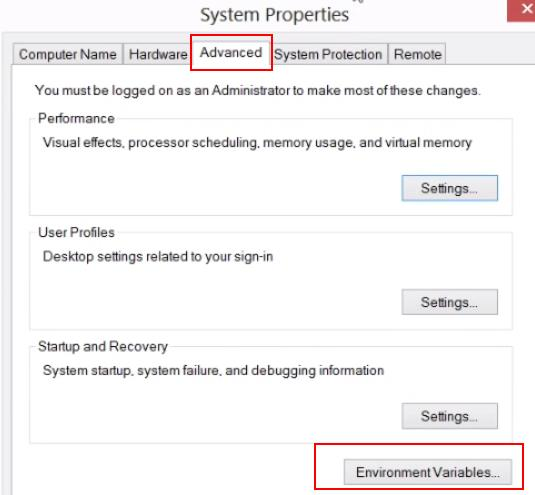 System Properties
Computer Name Hardware Advanced System Protection Remote
You must be logged on as an Administrator to make most of these changes.
Performance
Visual effects, processor scheduling, memory usage, and virtual memory
Settings...
User Profiles
Desktop settings related to your sign-in
Settings...
Startup and Recovery
System startup, system failure, and debugging information
Settings...
Environment Variables...